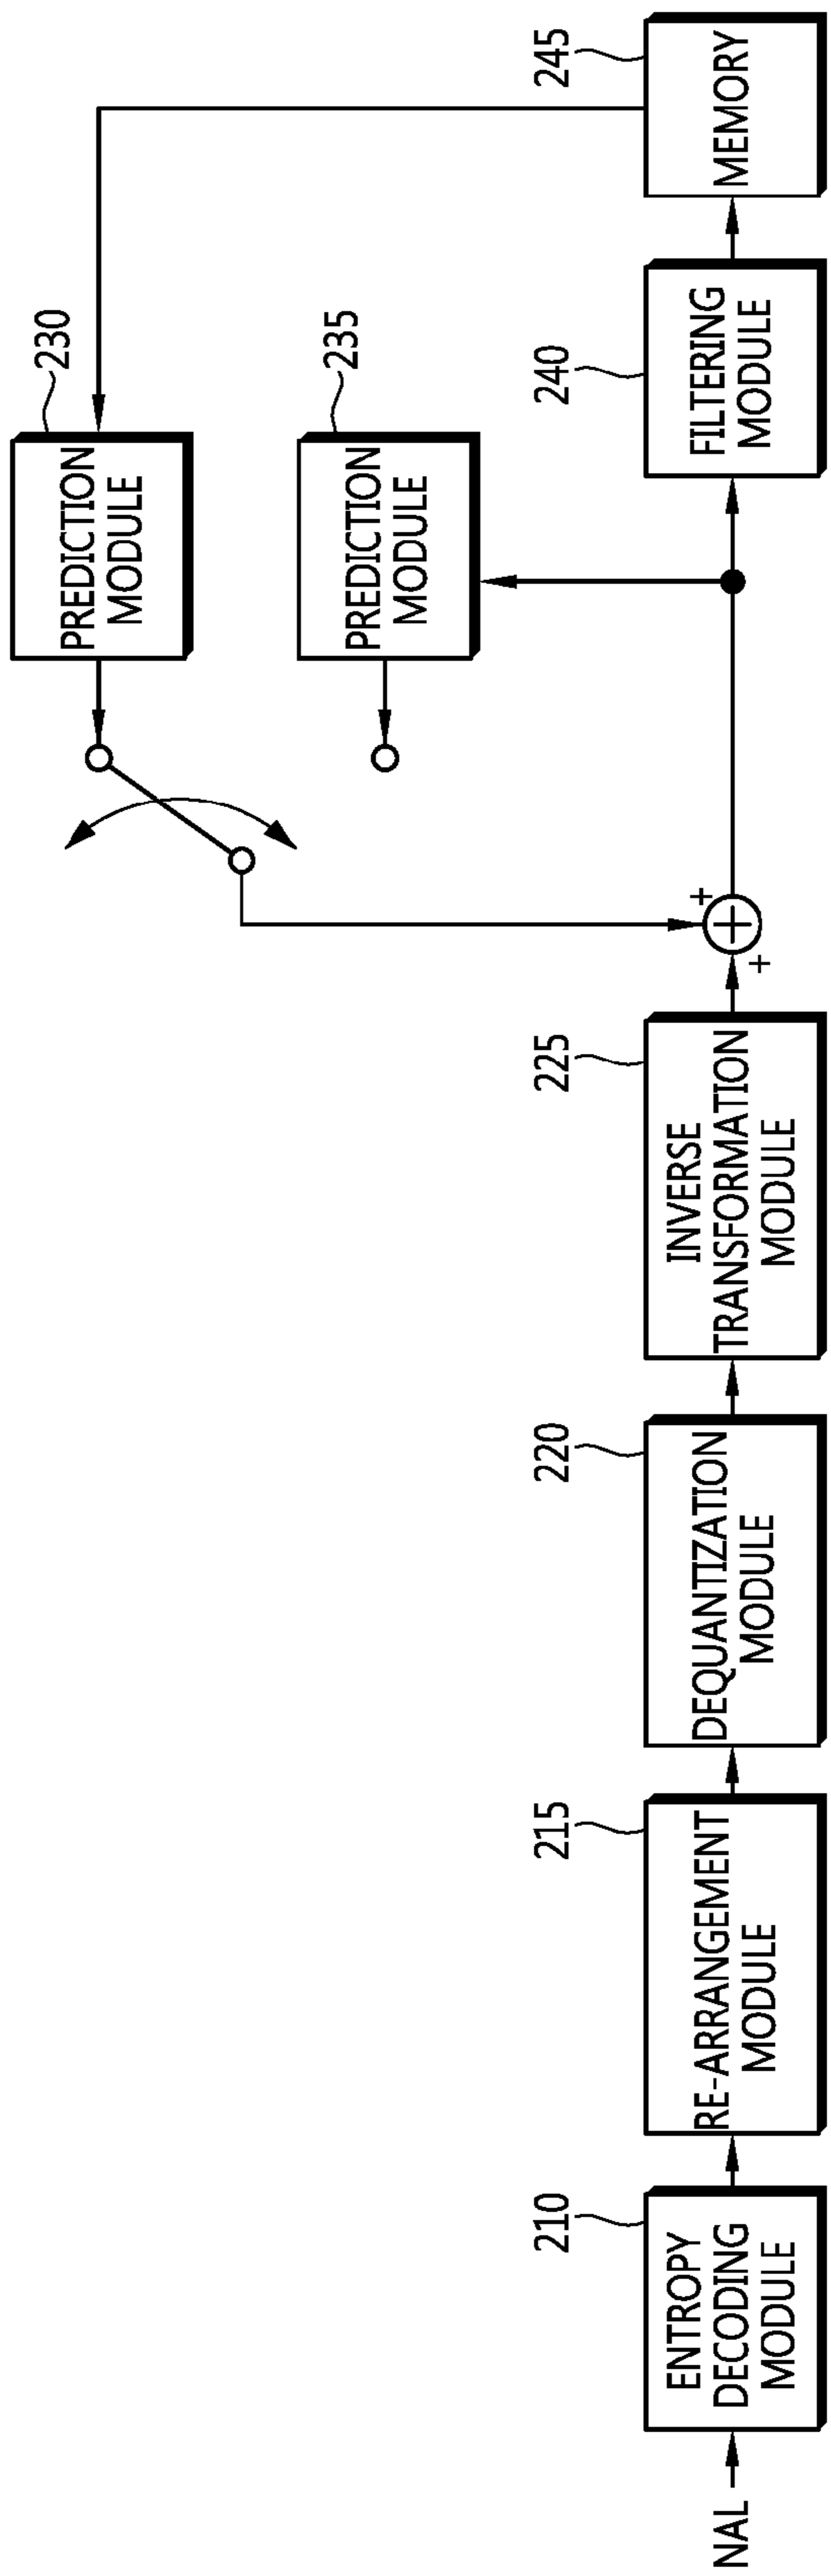 230
PREDICTION
MODULE
235
PREDICTION
MODULE
+
+
NAL
210
ENTROPY
DECODING
MODULE
215
RE-ARRANGEMENT
MODULE
220
DEQUANTIZATION
MODULE
225
INVERSE
TRANSFORMATION
MODULE
240
FILTERING
MODULE
245
MEMORY